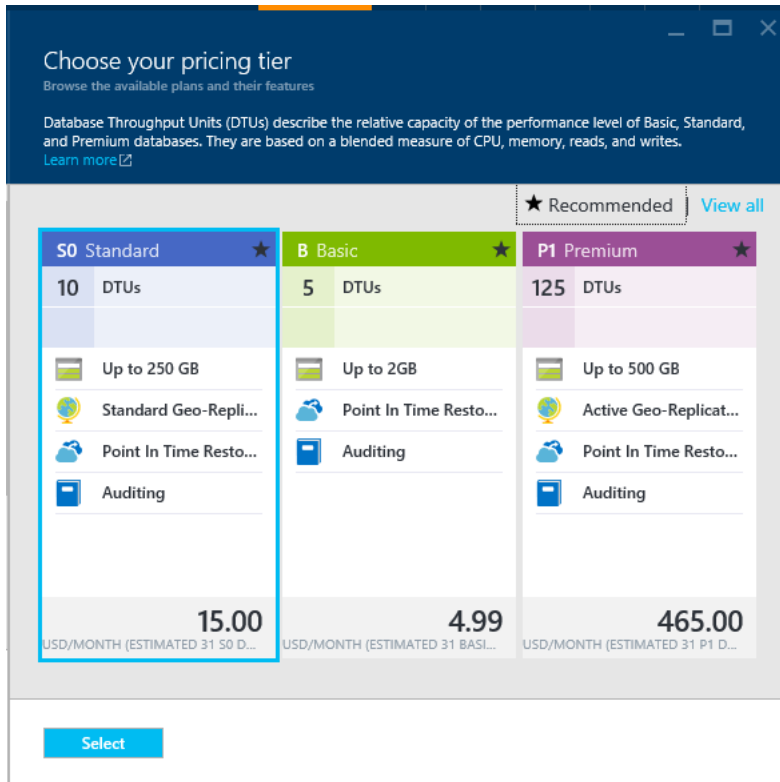 Choose your pricing tier
Browse the available plans and their features
Database Throughput Units (DTUs) describe the relative capacity of the performance level of Basic, Standard,
and Premium databases. They are based on a blended measure of CPU, memory, reads, and writes.
Learn more
Recommended | View all
S0 Standard
10 DTUs
Up to 250 GB
Standard Geo-Repli...
Point In Time Resto...
Auditing
15.00
USD/MONTH (ESTIMATED 31 S0 D...
B Basic
5 DTUs
Up to 2GB
Point In Time Resto...
Auditing
4.99
USD/MONTH (ESTIMATED 31 BASI...
P1 Premium
125 DTUs
Up to 500 GB
Active Geo-Replicat...
Point In Time Resto...
Auditing
465.00
USD/MONTH (ESTIMATED 31 P1 D...
Select